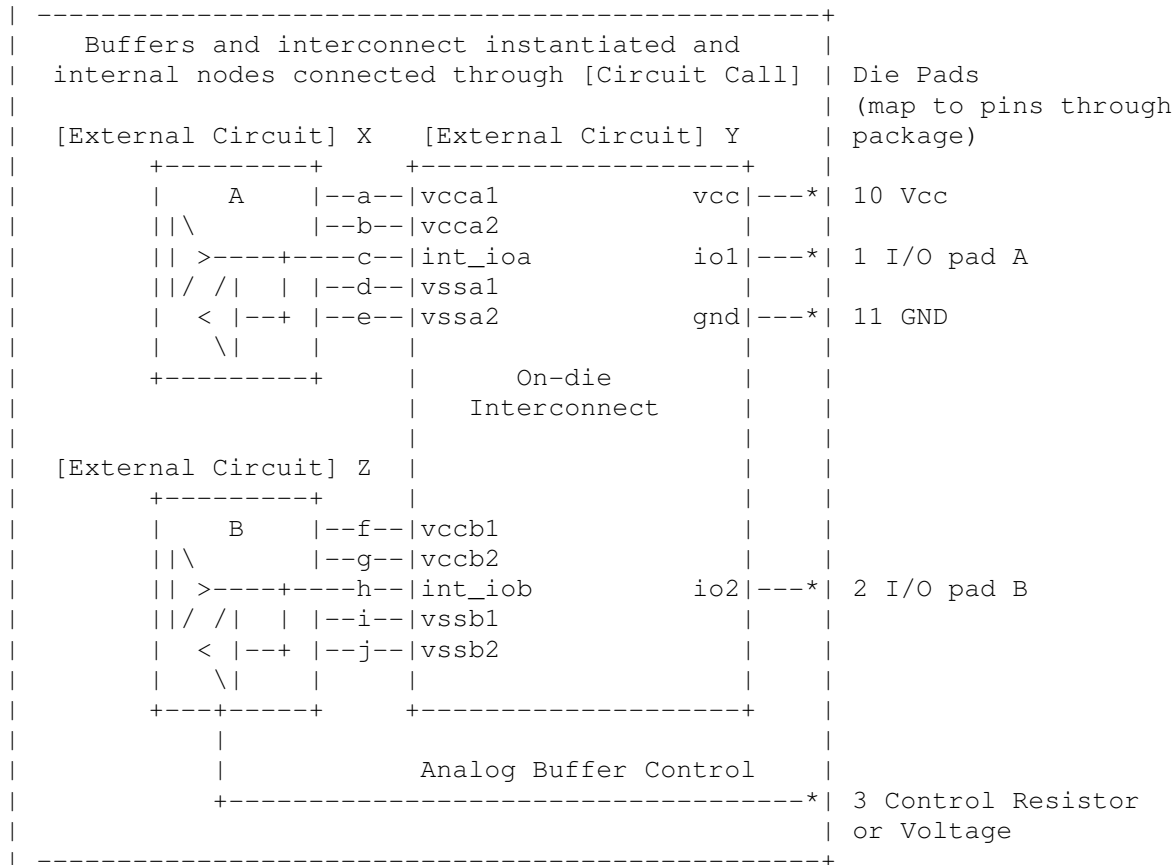 | -------------------------------------------------+
|    Buffers and interconnect instantiated and     |
|  internal nodes connected through [Circuit Call] | Die Pads
|                                                  | (map to pins through
|  [External Circuit] X   [External Circuit] Y     | package)
|        +---------+     +--------------------+    |
|        |    A    |--a--|vcca1            vcc|---*| 10 Vcc
|        ||\       |--b--|vcca2               |    |
|        || >----+----c--|int_ioa          io1|---*| 1 I/O pad A
|        ||/ /|  | |--d--|vssa1               |    |
|        |  < |--+ |--e--|vssa2            gnd|---*| 11 GND
|        |   \|    |     |                    |    |
|        +---------+     |      On-die        |    |
|                        |   Interconnect     |    |
|                        |                    |    |
|  [External Circuit] Z  |                    |    |
|        +---------+     |                    |    |
|        |    B    |--f--|vccb1               |    |
|        ||\       |--g--|vccb2               |    |
|        || >----+----h--|int_iob          io2|---*| 2 I/O pad B
|        ||/ /|  | |--i--|vssb1               |    |
|        |  < |--+ |--j--|vssb2               |    |
|        |   \|    |     |                    |    |
|        +---+-----+     +--------------------+    |
|            |                                     |
|            |            Analog Buffer Control    |
|            +------------------------------------*| 3 Control Resistor
|                                                  | or Voltage
| -------------------------------------------------+